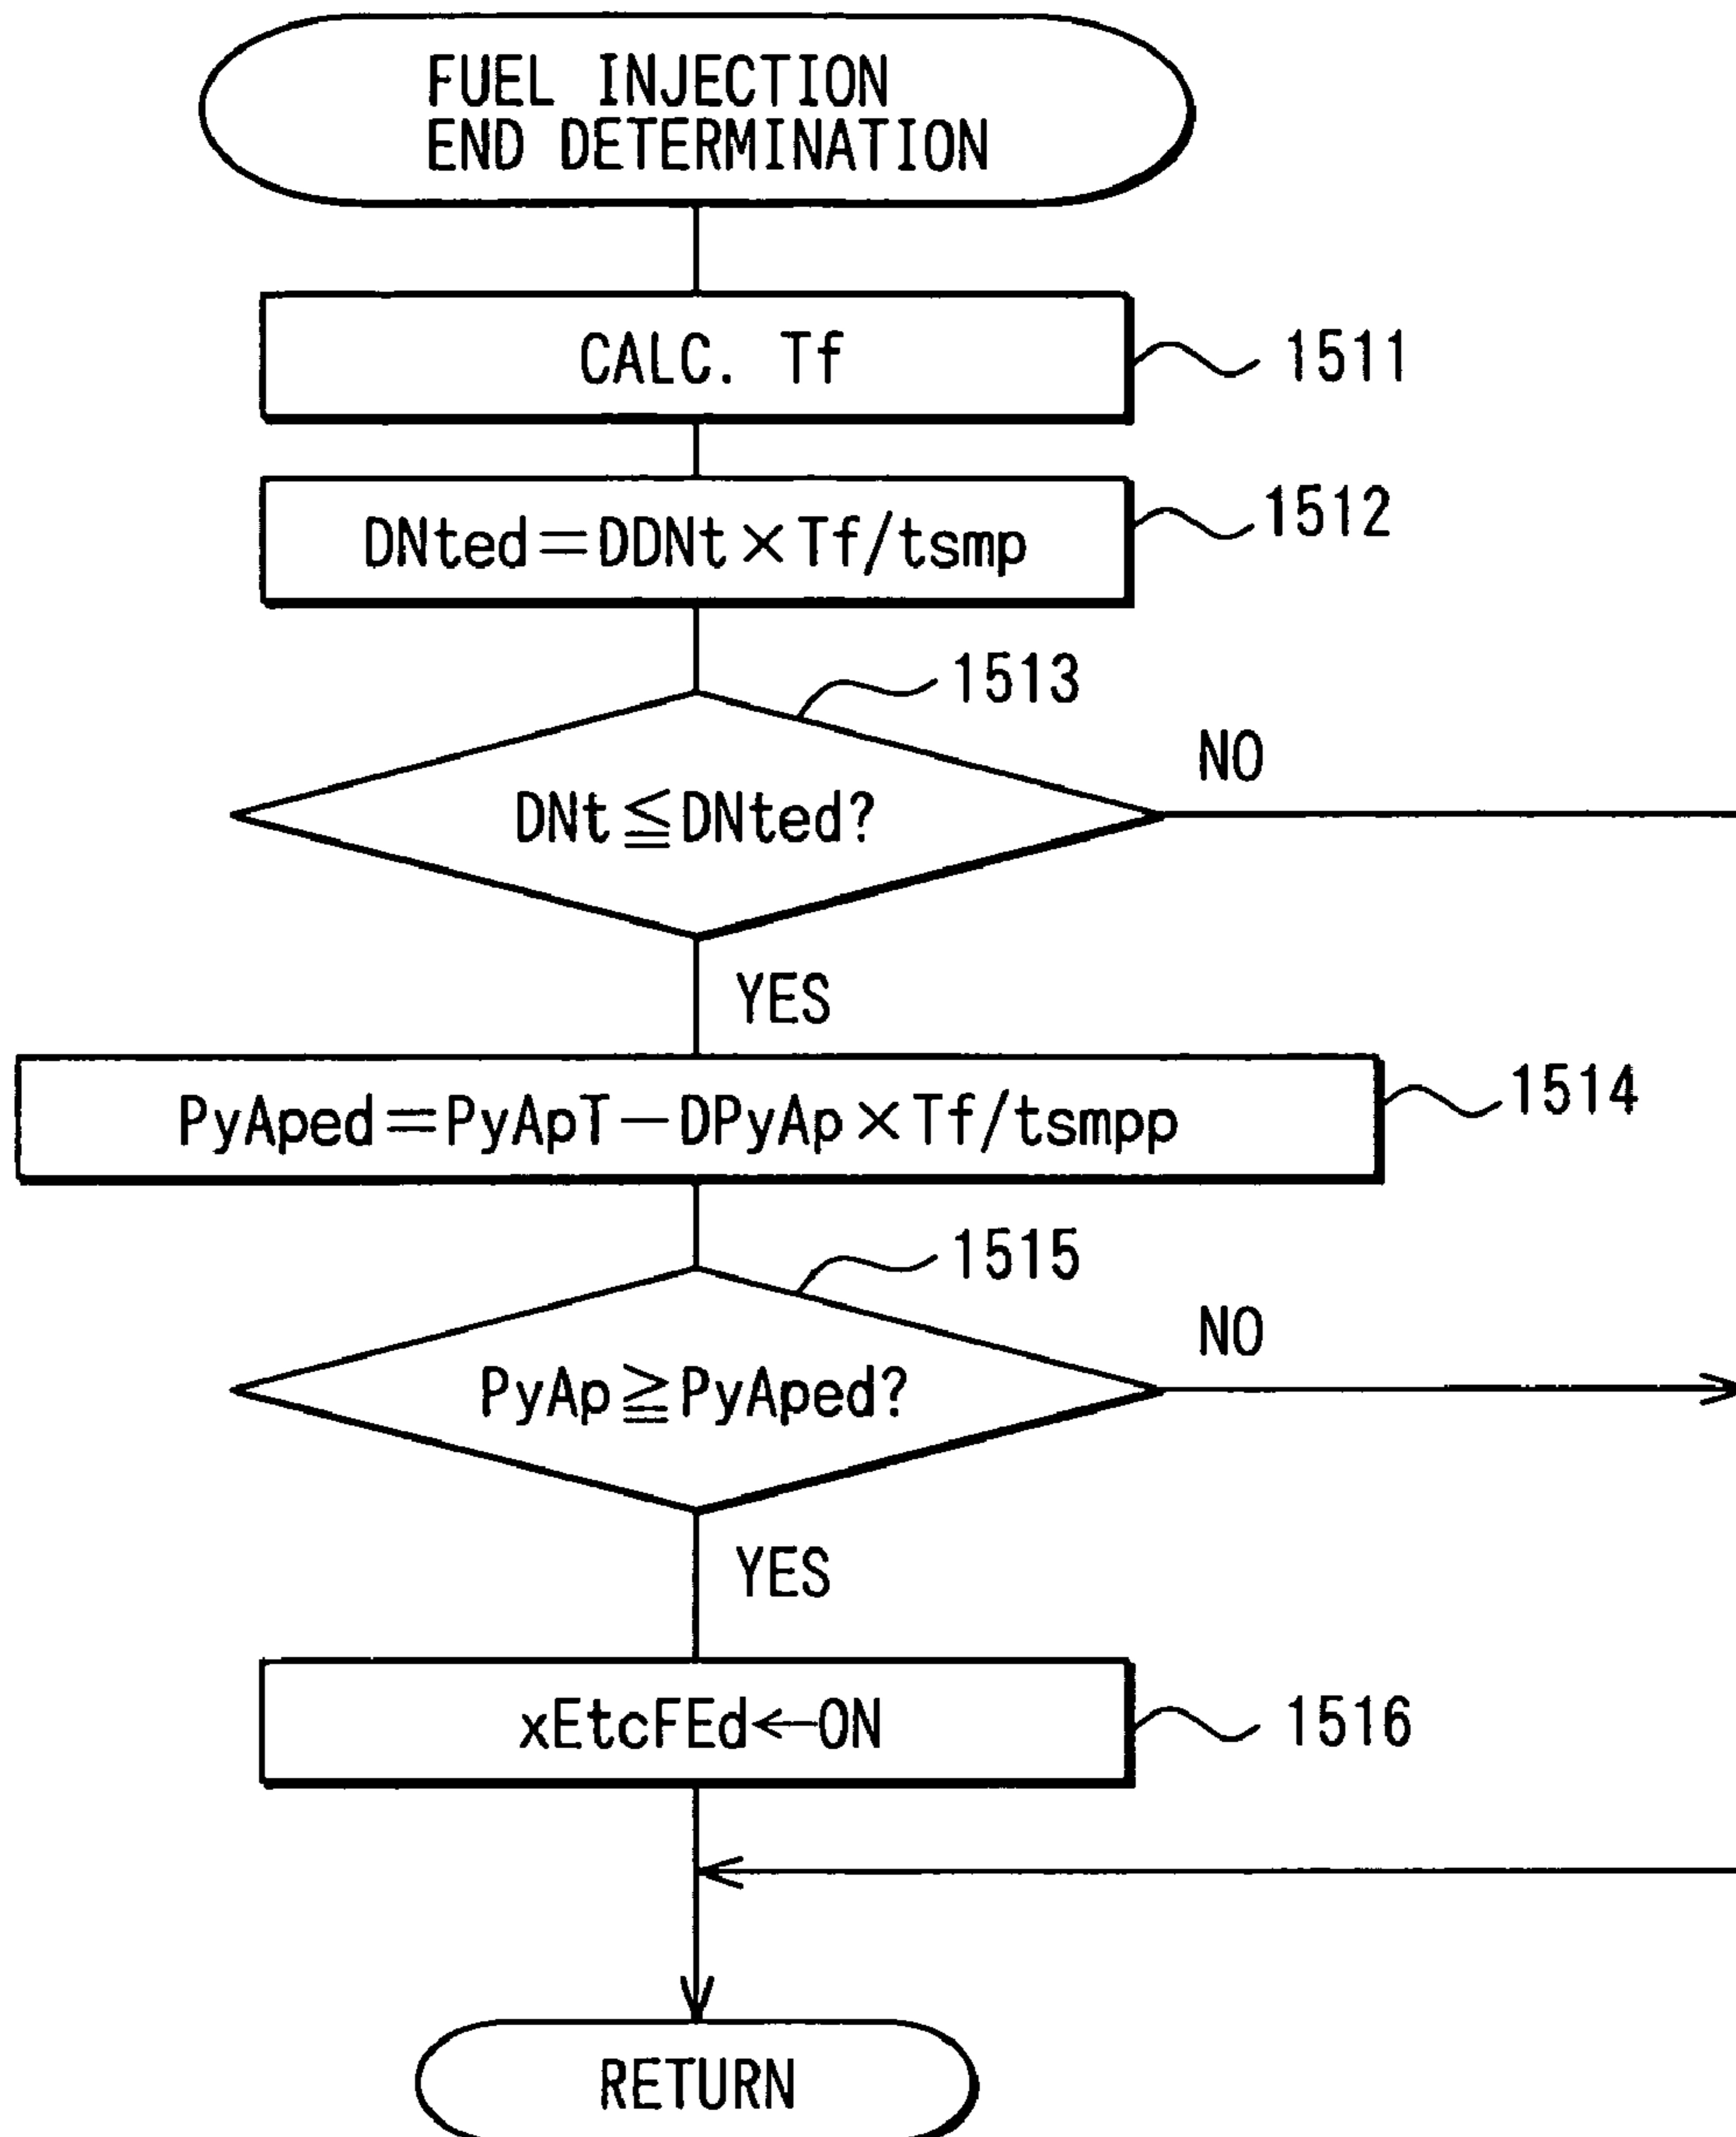 FUEL INJECTION
END DETERMINATION
CALC. Tf
1511
DNted=DDNt×Tf/tsmp
1512
1513
DNt≦DNted?
NO
YES
PyAped=PyApT−DPyAp×Tf/tsmpp
1514
1515
PyAp≧PyAped?
NO
YES
xEtcFEd←ON
1516
RETURN